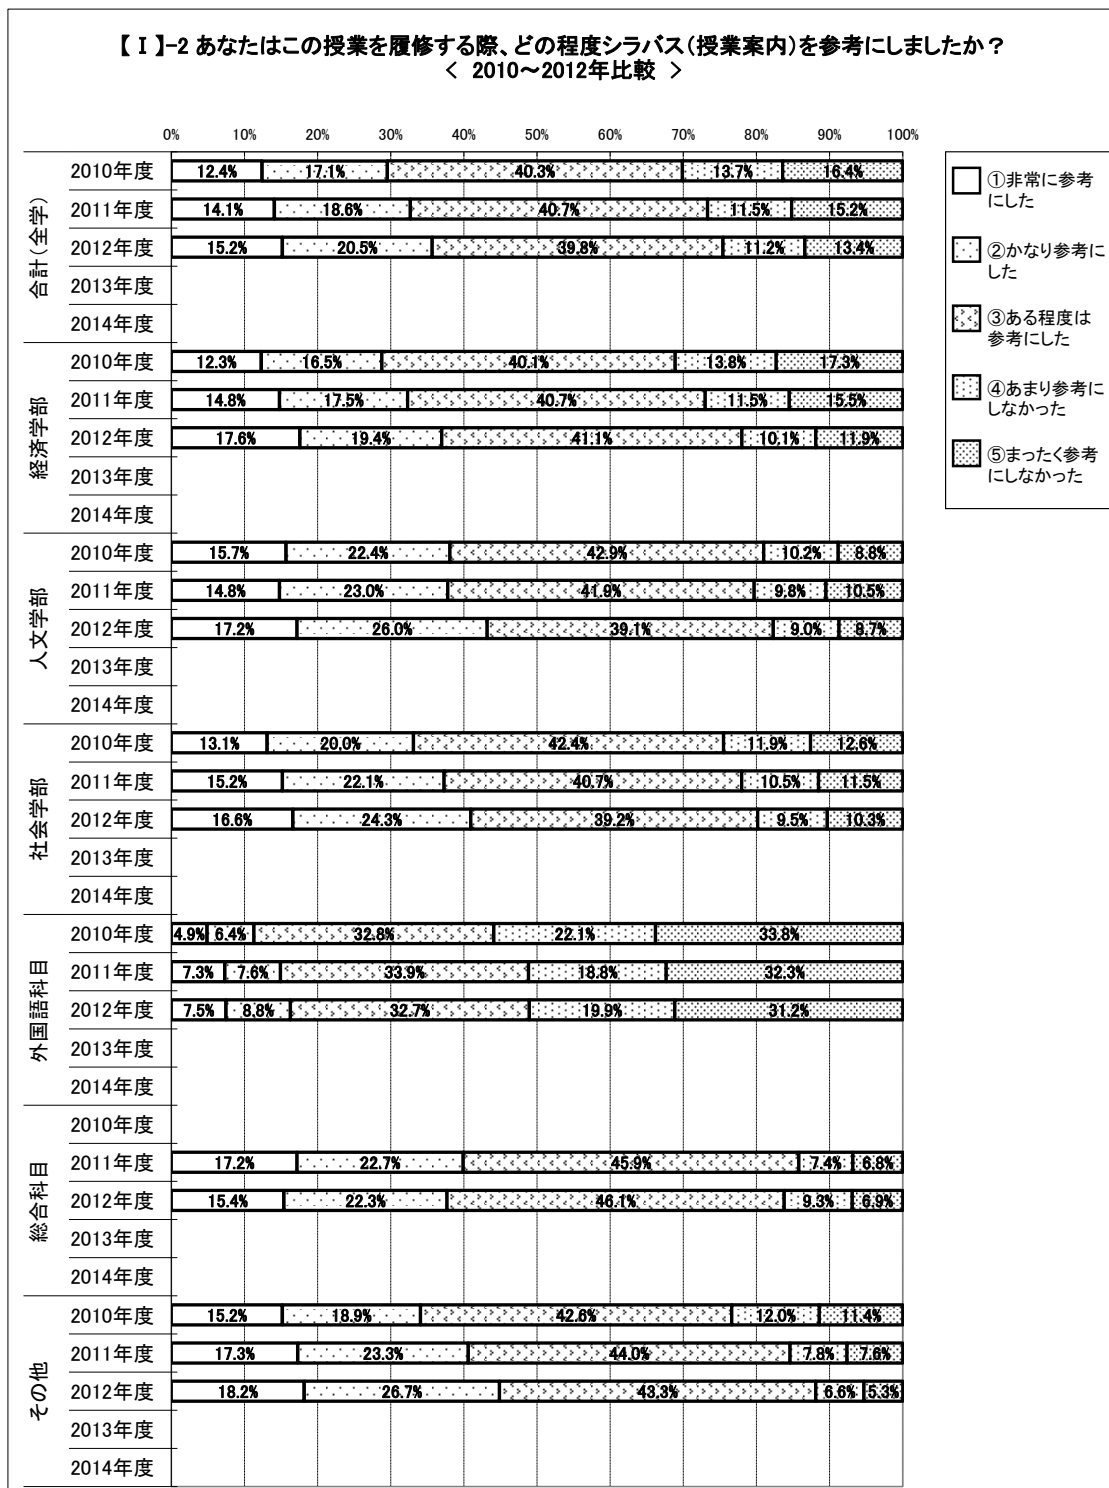 【Ⅰ】-2 あなたはこの授業を履修する際、どの程度シラバス(授業案内)を参考にしましたか?
< 2010~2012年比較 >
0% 10% 20% 30% 40% 50% 60% 70% 80% 90% 100%
合計(全学)
2010年度 12.4% 17.1% 40.3% 13.7% 16.4%
2011年度 14.1% 18.6% 40.7% 11.5% 15.2%
2012年度 15.2% 20.5% 39.8% 11.2% 13.4%
2013年度
2014年度
経済学部
2010年度 12.3% 16.5% 40.1% 13.8% 17.3%
2011年度 14.8% 17.5% 40.7% 11.5% 15.5%
2012年度 17.6% 19.4% 41.1% 10.1% 11.9%
2013年度
2014年度
人文学部
2010年度 15.7% 22.4% 42.9% 10.2% 8.8%
2011年度 14.8% 23.0% 41.9% 9.8% 10.5%
2012年度 17.2% 26.0% 39.1% 9.0% 8.7%
2013年度
2014年度
社会学部
2010年度 13.1% 20.0% 42.4% 11.9% 12.6%
2011年度 15.2% 22.1% 40.7% 10.5% 11.5%
2012年度 16.6% 24.3% 39.2% 9.5% 10.3%
2013年度
2014年度
外国語科目
2010年度 4.9% 6.4% 32.8% 22.1% 33.8%
2011年度 7.3% 7.6% 33.9% 18.8% 32.3%
2012年度 7.5% 8.8% 32.7% 19.9% 31.2%
2013年度
2014年度
総合科目
2010年度
2011年度 17.2% 22.7% 45.9% 7.4% 6.8%
2012年度 15.4% 22.3% 46.1% 9.3% 6.9%
2013年度
2014年度
その他
2010年度 15.2% 18.9% 42.6% 12.0% 11.4%
2011年度 17.3% 23.3% 44.0% 7.8% 7.6%
2012年度 18.2% 26.7% 43.3% 6.6% 5.3%
2013年度
2014年度
①非常に参考
にした
②かなり参考に
した
③ある程度は
参考にした
④あまり参考に
しなかった
⑤まったく参考
にしなかった